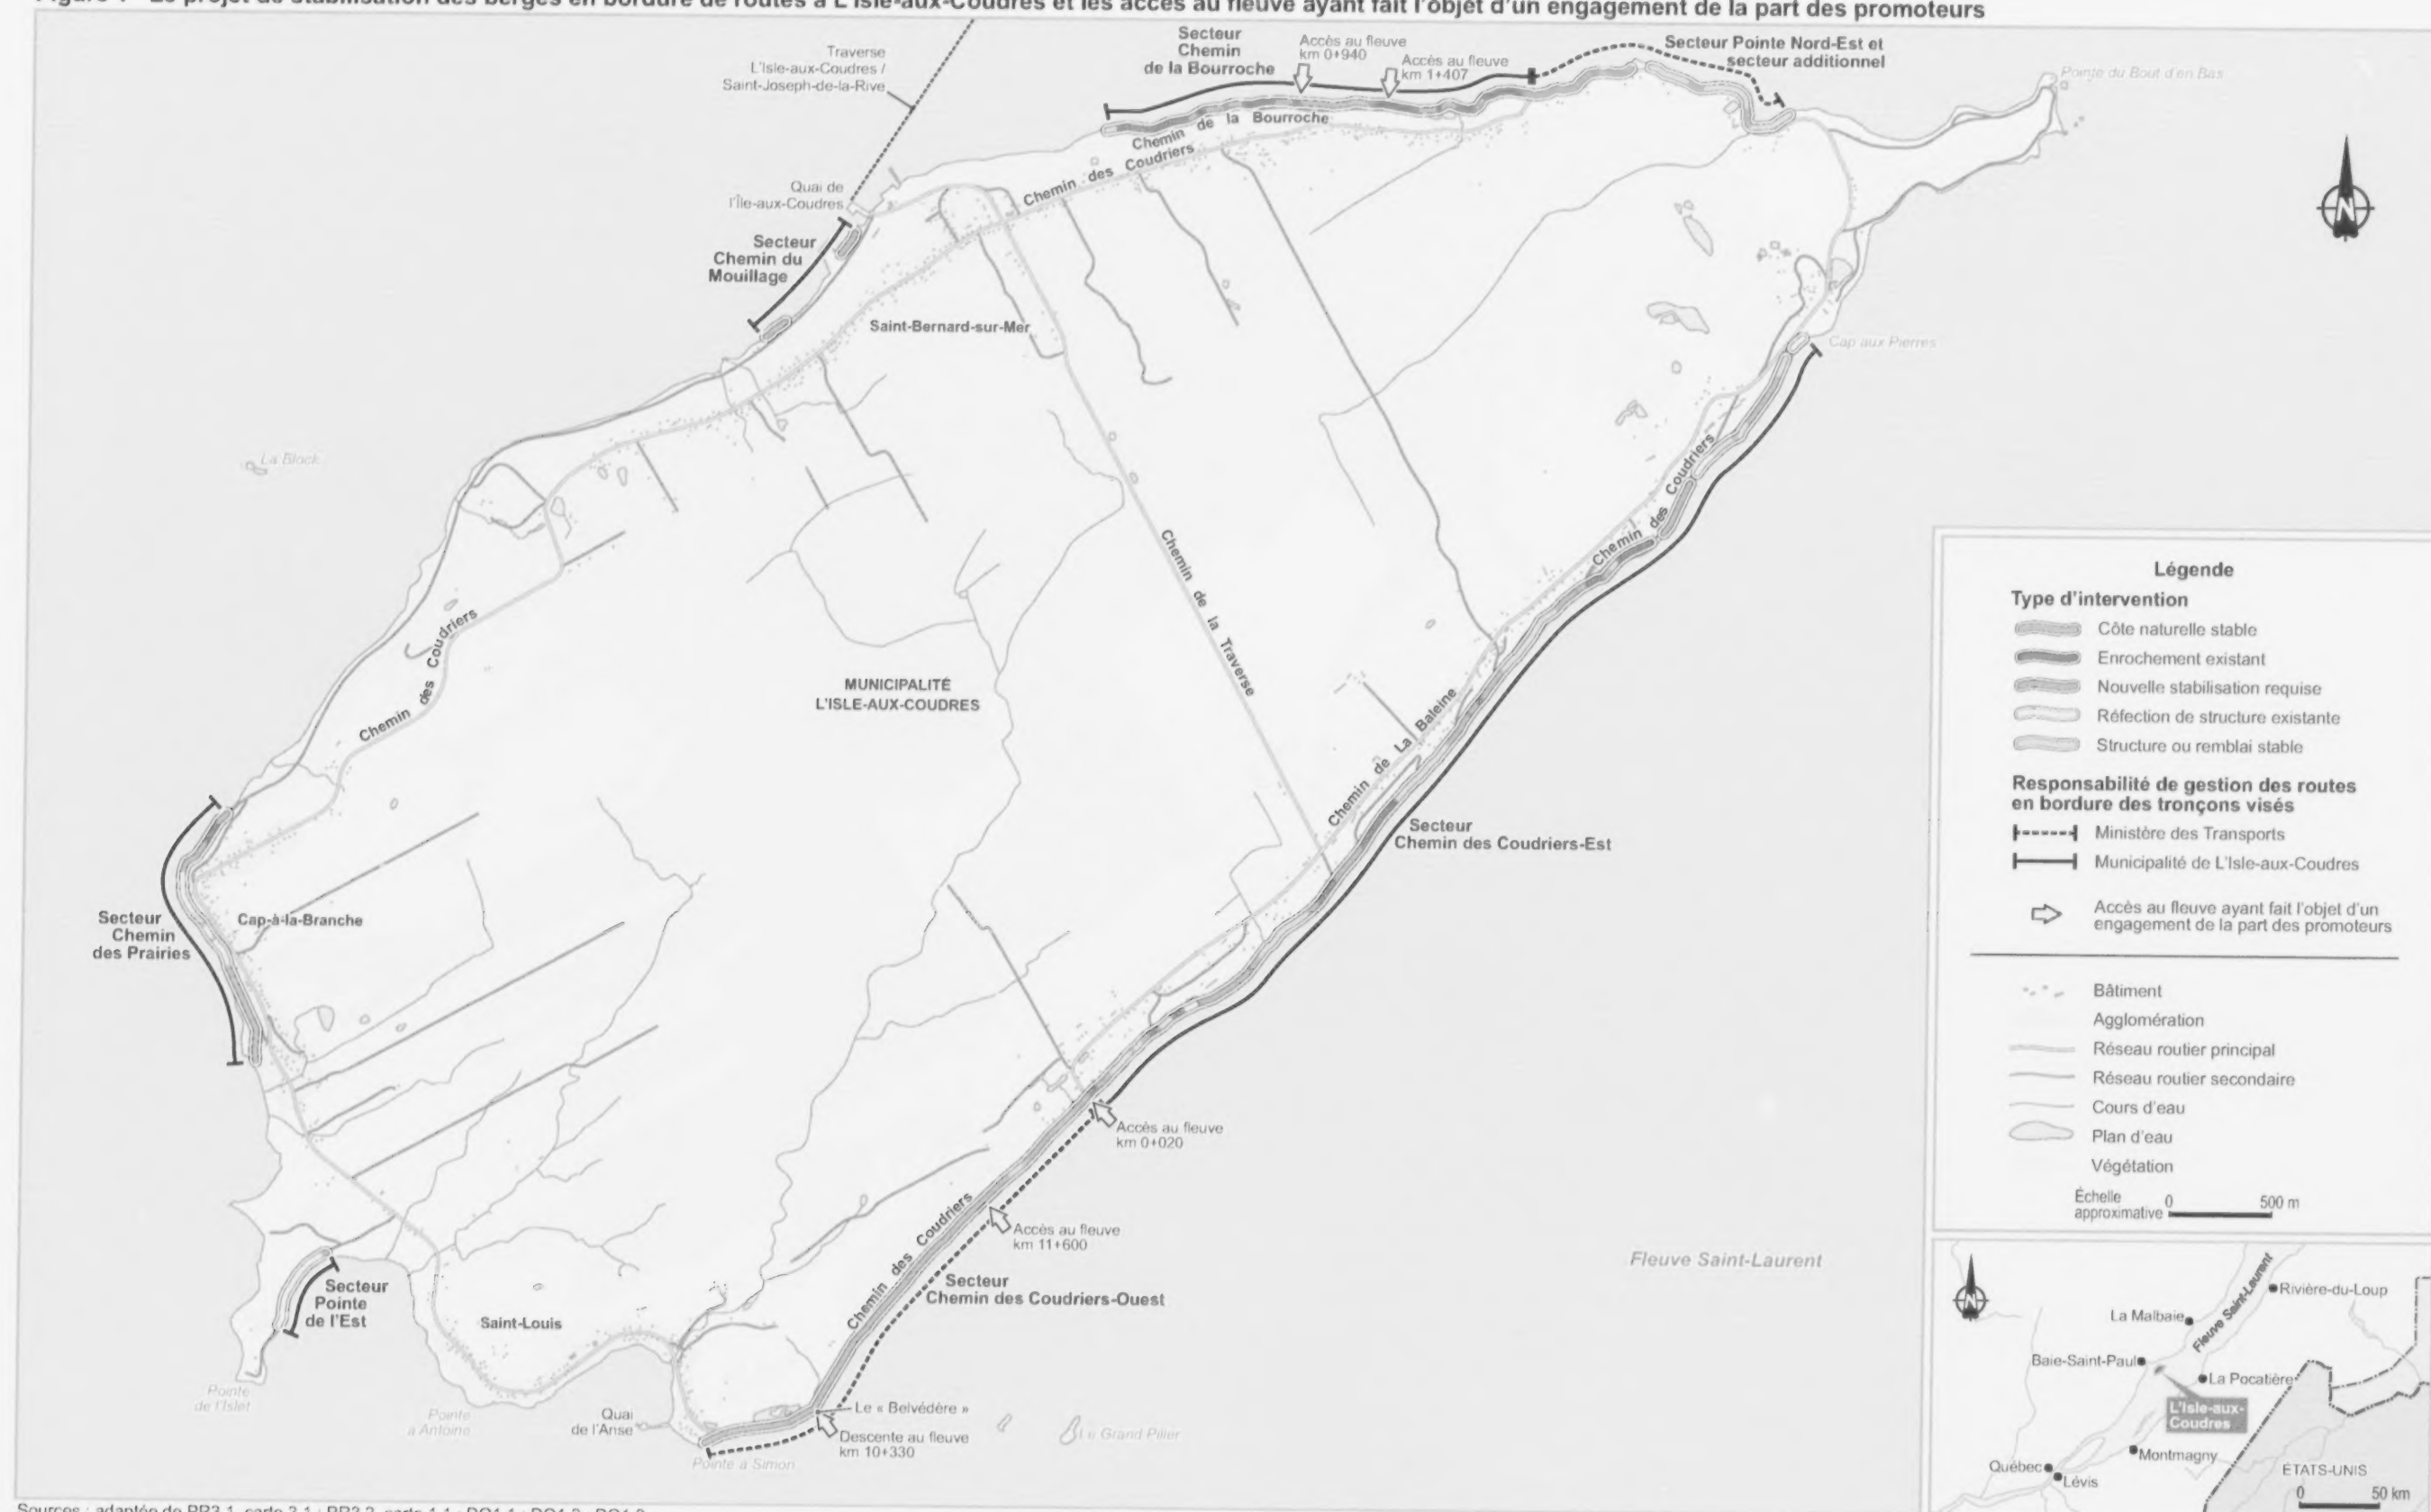 Figure 1 Le projet de stabilisation des berges en bordure de routes à L'Isle-aux-Coudres et les accès au fleuve ayant fait l'objet d'un engagement de la part des promoteurs
Traverse
L'Isle-aux-Coudres /
Saint-Joseph-de-la-Rive
Secteur
Chemin
de la Bourroche
Accès au fleuve
km 0+940
Accès au fleuve
km 1+407
Secteur Pointe Nord-Est et
secteur additionnel
Pointe du Bout d'en Bas
Chemin de la Bourroche
Chemin des Coudriers
Quai de
l'Île-aux-Coudres
N
Secteur
Chemin du
Mouillage
Saint-Bernard-sur-Mer
Cap aux Pierres
La Block
Chemin des Coudriers
Chemin de la Traverse
Chemin des Coudriers
MUNICIPALITÉ
L'ISLE-AUX-COUDRES
Chemin de La Baleine
Secteur
Chemin des Coudriers-Est
Secteur
Chemin
des Prairies
Cap-à-la-Branche
Accès au fleuve
km 0+020
Accès au fleuve
km 11+600
Chemin des Coudriers
Secteur
Chemin des Coudriers-Ouest
Fleuve Saint-Laurent
Secteur
Pointe
de l'Est
Saint-Louis
Pointe
de l'Islet
Pointe
à Antoine
Quai
de l'Anse
Le « Belvédère »
Descente au fleuve
km 10+330
Le Grand Pilier
Pointe à Simon
Légende
Type d'intervention
Côte naturelle stable
Enrochement existant
Nouvelle stabilisation requise
Réfection de structure existante
Structure ou remblai stable
Responsabilité de gestion des routes
en bordure des tronçons visés
Ministère des Transports
Municipalité de L'Isle-aux-Coudres
Accès au fleuve ayant fait l'objet d'un
engagement de la part des promoteurs
Bâtiment
Agglomération
Réseau routier principal
Réseau routier secondaire
Cours d'eau
Plan d'eau
Végétation
Échelle
approximative
0 500 m
N
Fleuve Saint-Laurent
Rivière-du-Loup
La Malbaie
Baie-Saint-Paul
La Pocatière
L'Isle-aux-
Coudres
Montmagny
Québec
Lévis
ÉTATS-UNIS
0 50 km
Sources : adaptée de PR3.1, carte 2.1 ; PR3.2, carte 1.1 ;